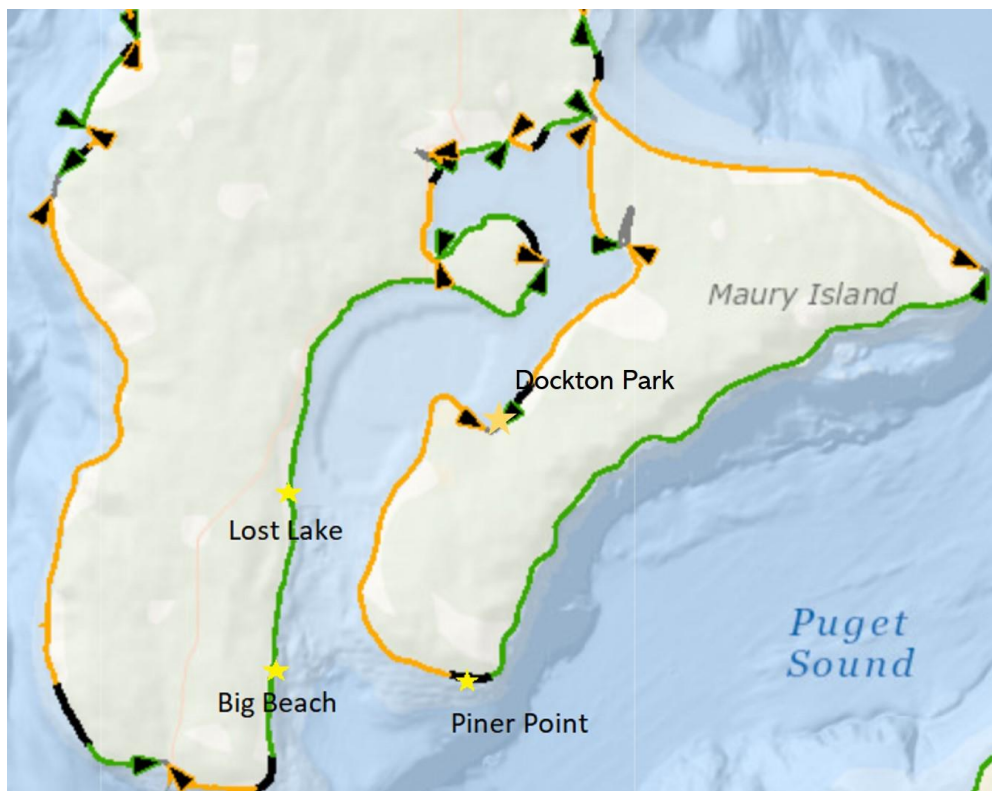 Maury Island
Dockton Park
Lost Lake
Puget
Sound
Big Beach
Piner Point